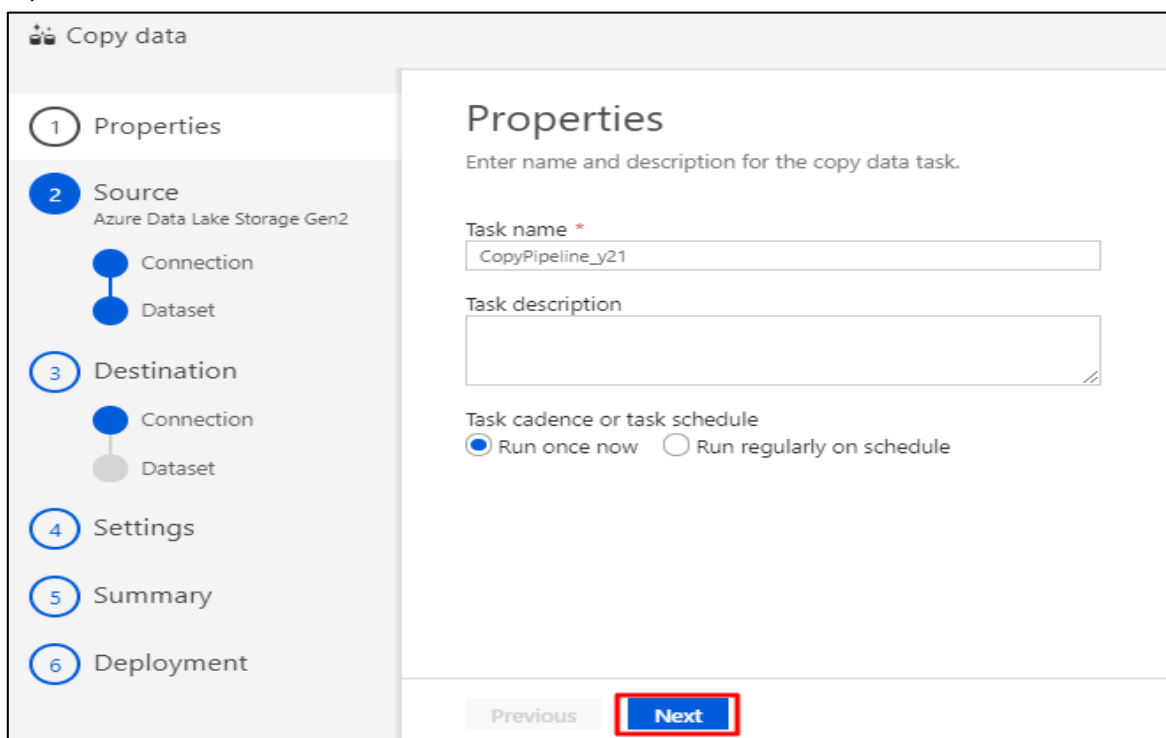 Copy data
1 Properties
2 Source
Azure Data Lake Storage Gen2
Connection
Dataset
3 Destination
Connection
Dataset
4 Settings
5 Summary
6 Deployment
Properties
Enter name and description for the copy data task.
Task name *
CopyPipeline_y21
Task description
Task cadence or task schedule
Run once now Run regularly on schedule
Previous Next